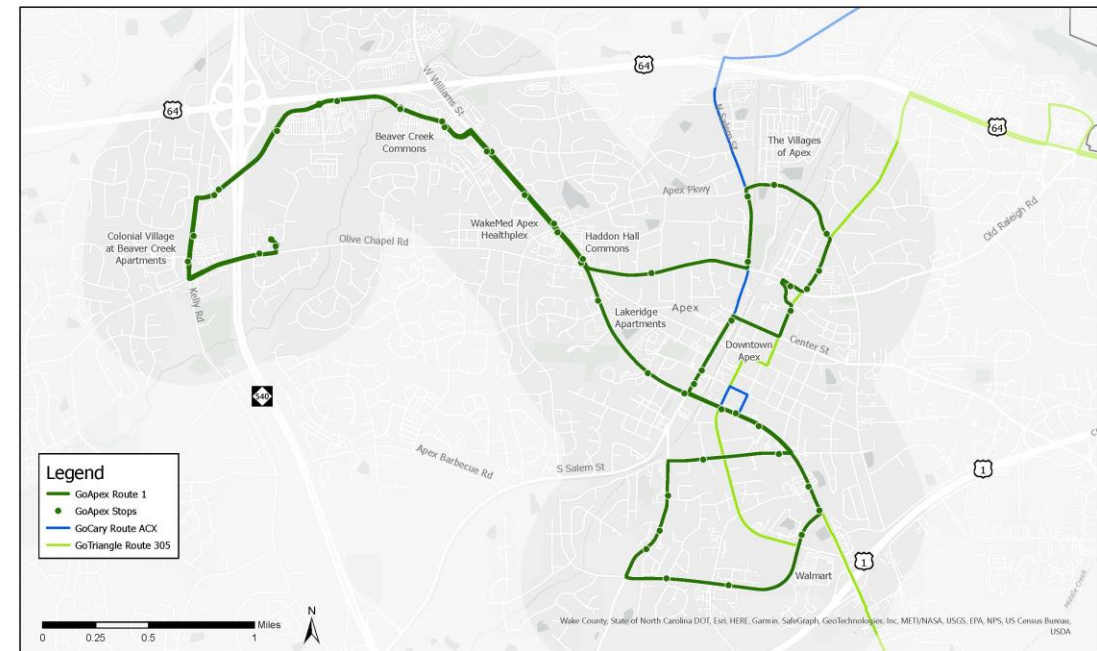 64
64
64
W Williams St
N Salem St
Beaver Creek
Commons
The Villages
of Apex
Apex Pkwy
Old Raleigh Rd
WakeMed Apex
Healthplex
Haddon Hall
Commons
Colonial Village
at Beaver Creek
Apartments
Olive Chapel Rd
Kelly Rd
Lakeridge
Apartments
Apex
Downtown
Apex
Center St
540
Apex Barbecue Rd
S Salem St
1
1
Walmart
Legend
GoApex Route 1
GoApex Stops
GoCary Route ACX
GoTriangle Route 305
N
Miles
0 0.25 0.5 1
Wake County, State of North Carolina DOT, Esri, HERE, Garmin, SafeGraph, GeoTechnologies, Inc, METI/NASA, USGS, EPA, NPS, US Census Bureau,
USDA